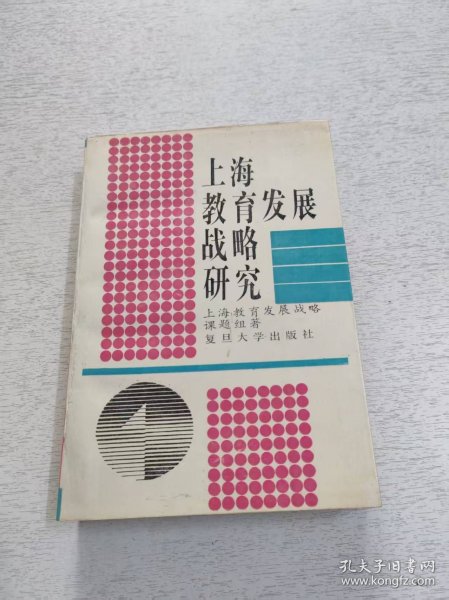 上海
教育发展
战略
研究
上海教育发展战略
课题组著
复旦大学出版社
孔夫子旧书网
www.kongfz.com